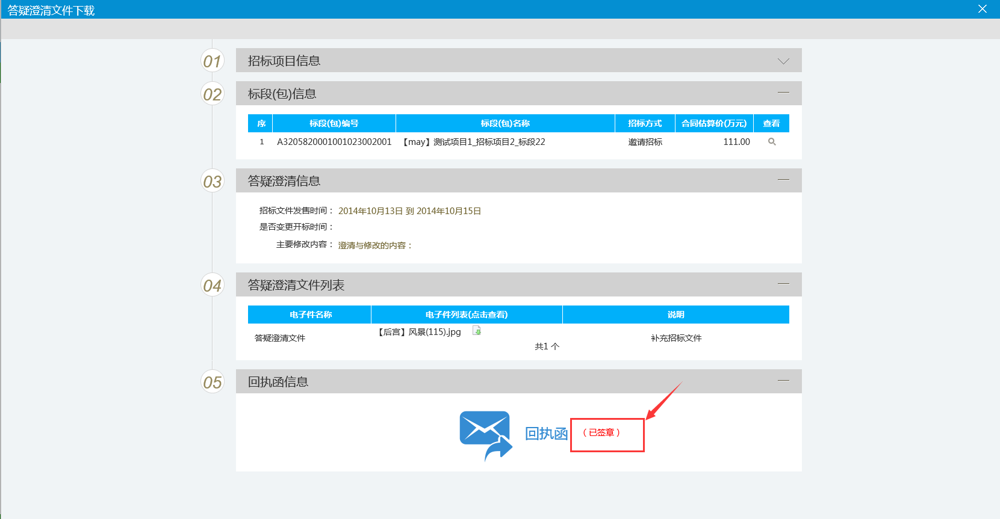 答疑澄清文件下载
01 招标项目信息
02 标段(包)信息
序 标段(包)编号 标段(包)名称 招标方式 合同估算价(万元) 查看
1 A3205820001001023002001 【may】测试项目1_招标项目2_标段22 邀请招标 111.00
03 答疑澄清信息
招标文件发售时间： 2014年10月13日 到 2014年10月15日
是否变更开标时间：
主要修改内容： 澄清与修改的内容：
04 答疑澄清文件列表
电子件名称 电子件列表(点击查看) 说明
答疑澄清文件 【后宫】风景(115).jpg 补充招标文件
共1 个
05 回执函信息
回执函 （已签章）